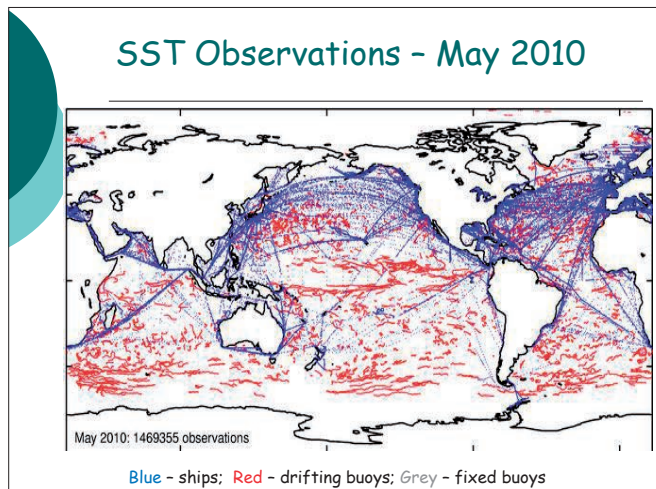 SST Observations – May 2010
May 2010: 1469355 observations
Blue – ships; Red – drifting buoys; Grey – fixed buoys